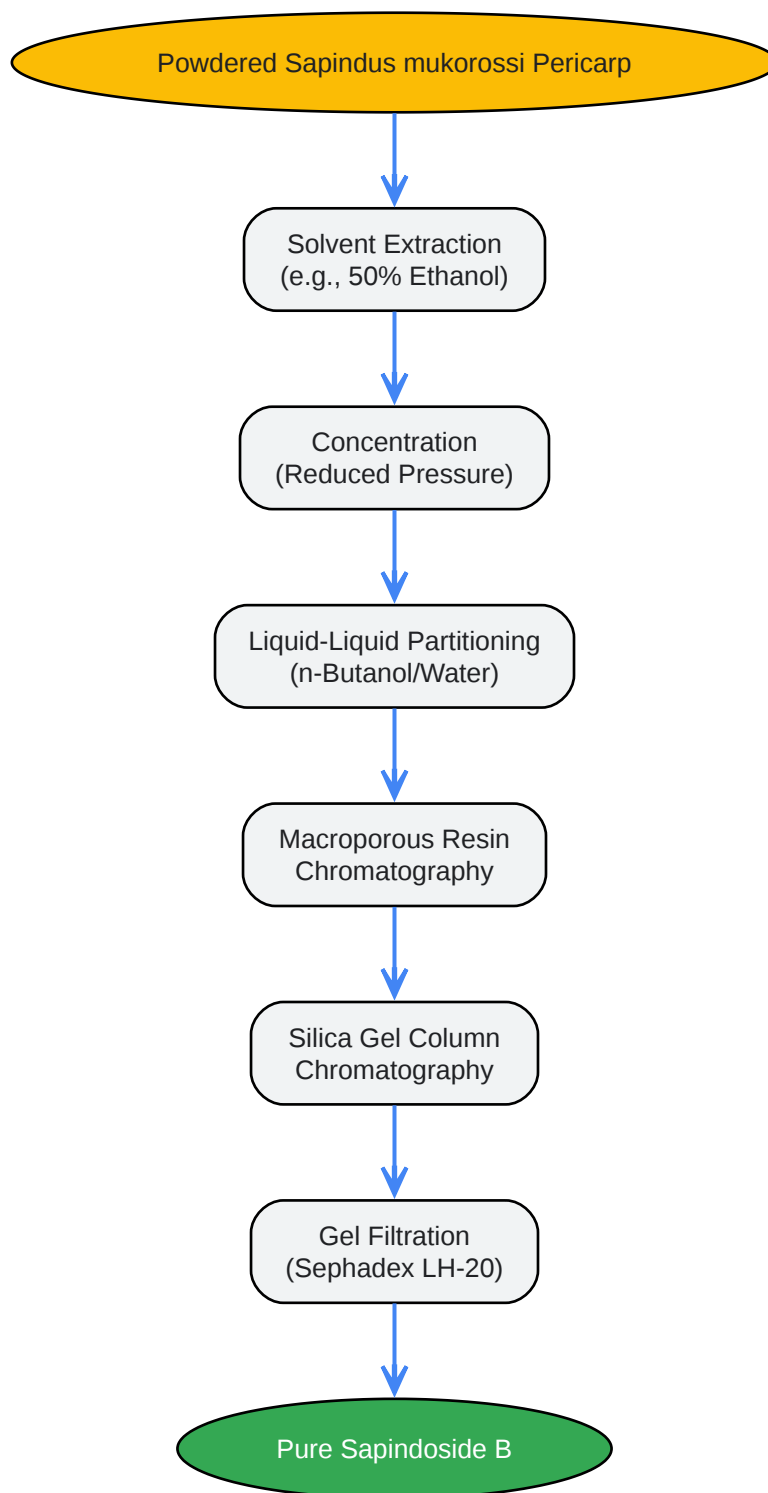 Powdered Sapindus mukorossi Pericarp
Solvent Extraction
(e.g., 50% Ethanol)
Concentration
(Reduced Pressure)
Liquid-Liquid Partitioning
(n-Butanol/Water)
Macroporous Resin
Chromatography
Silica Gel Column
Chromatography
Gel Filtration
(Sephadex LH-20)
Pure Sapindoside B